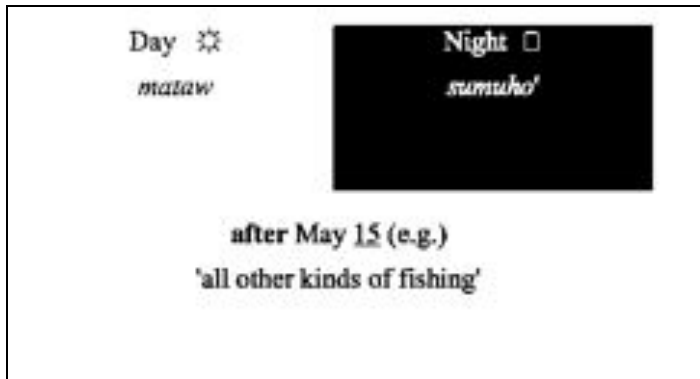 Day ☼ Night □
mataw sumuho'
after May 15 (e.g.)
'all other kinds of fishing'